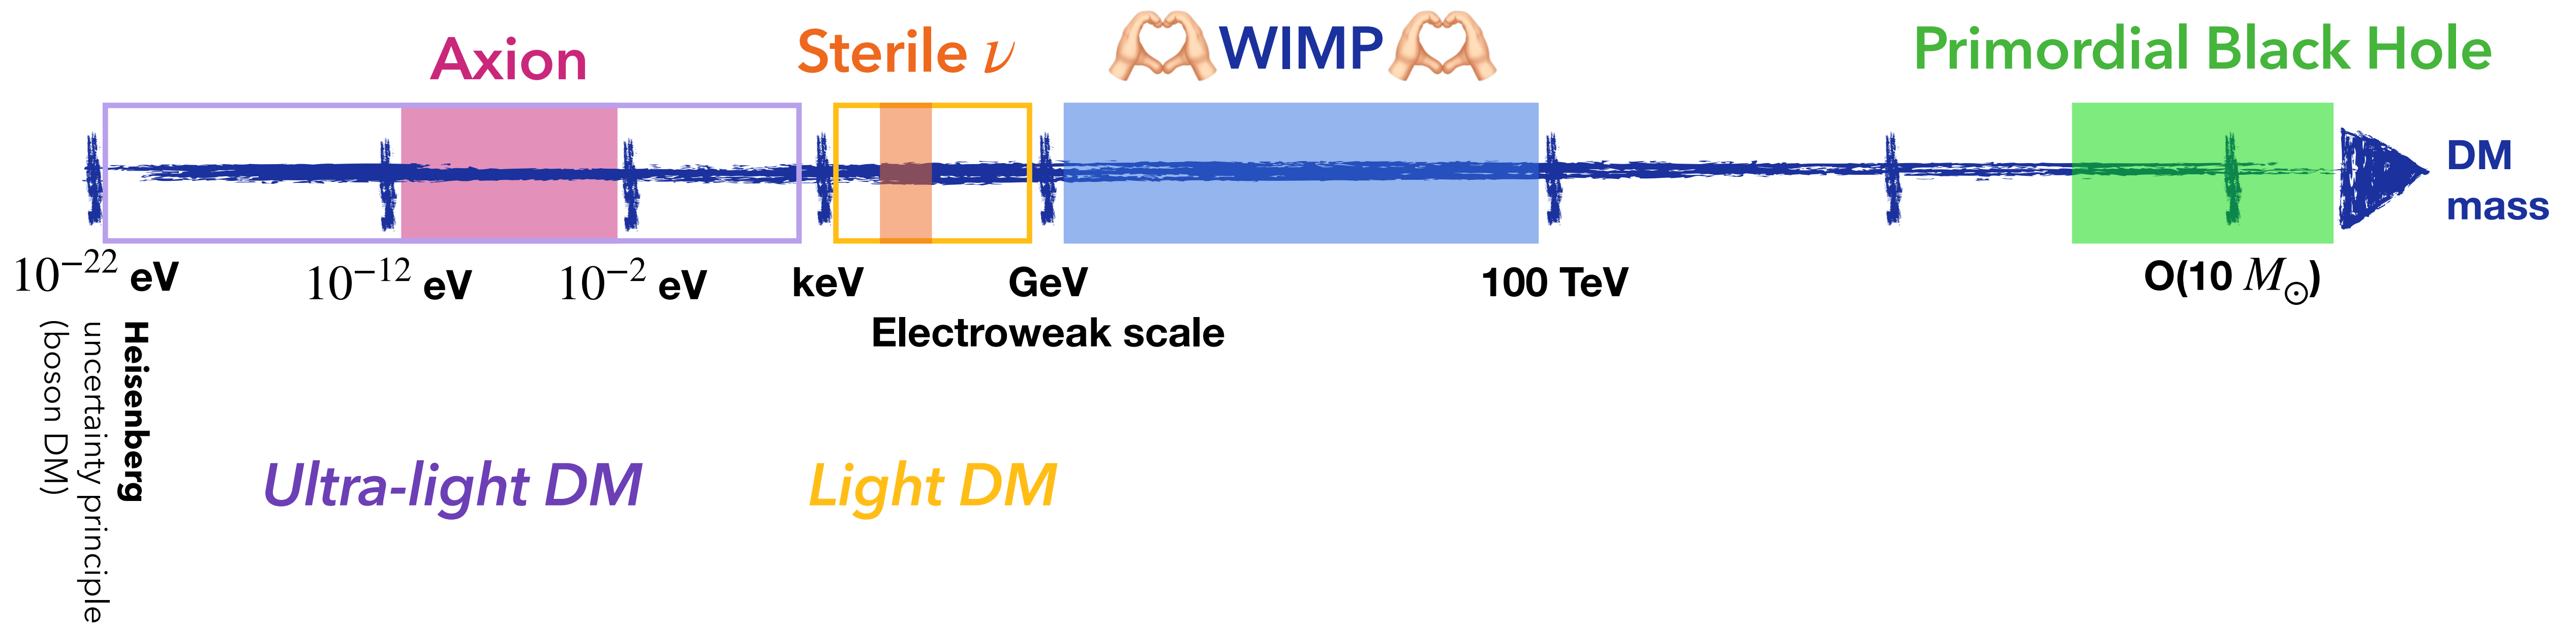 Axion
Sterile ν
WIMP
Primordial Black Hole
DM
mass
10⁻²² eV
10⁻¹² eV
10⁻² eV
keV
GeV
100 TeV
O(10 M☉)
Electroweak scale
Heisenberg
uncertainty principle
(boson DM)
Ultra-light DM
Light DM